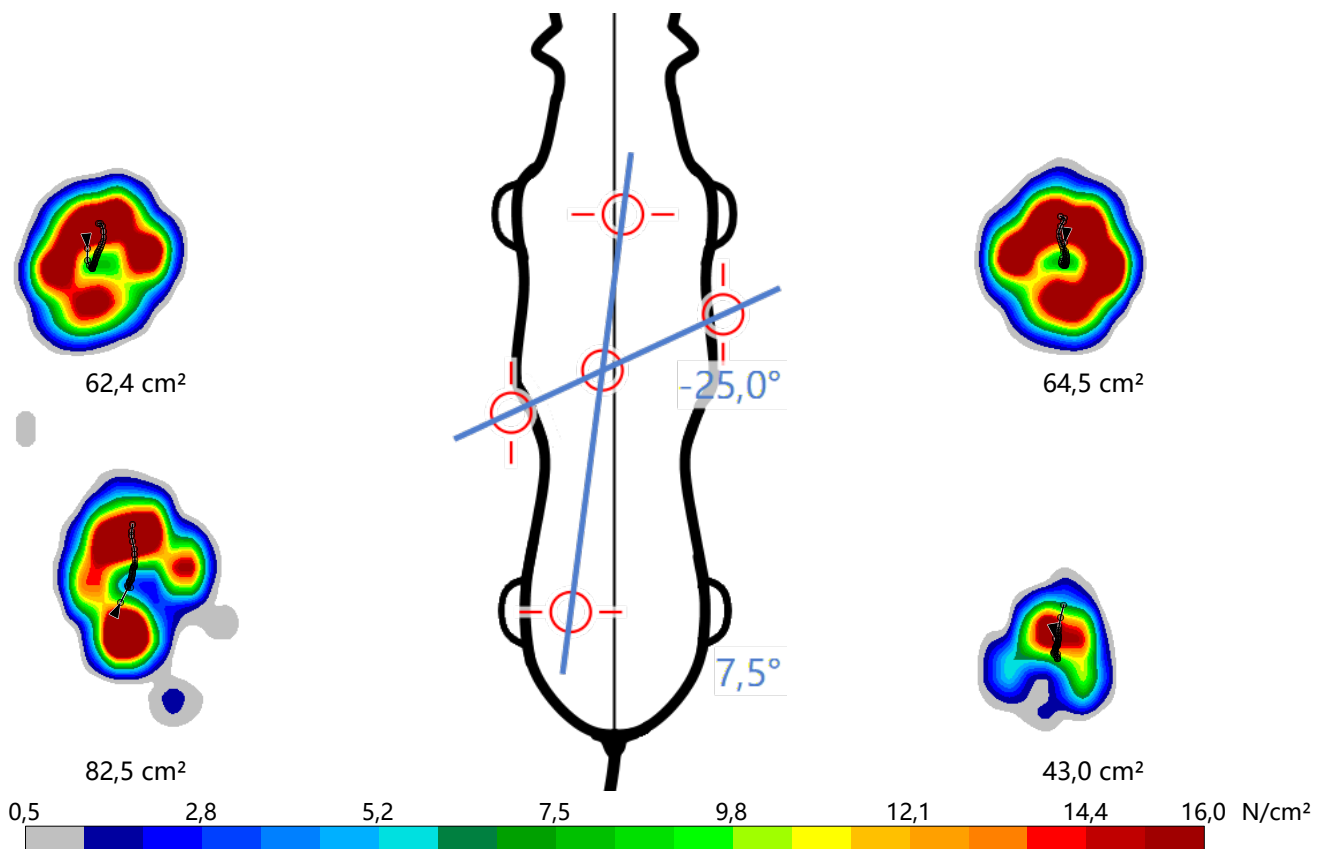 62,4 cm²
-25,0°
64,5 cm²
7,5°
82,5 cm²
43,0 cm²
0,5 2,8 5,2 7,5 9,8 12,1 14,4 16,0 N/cm²